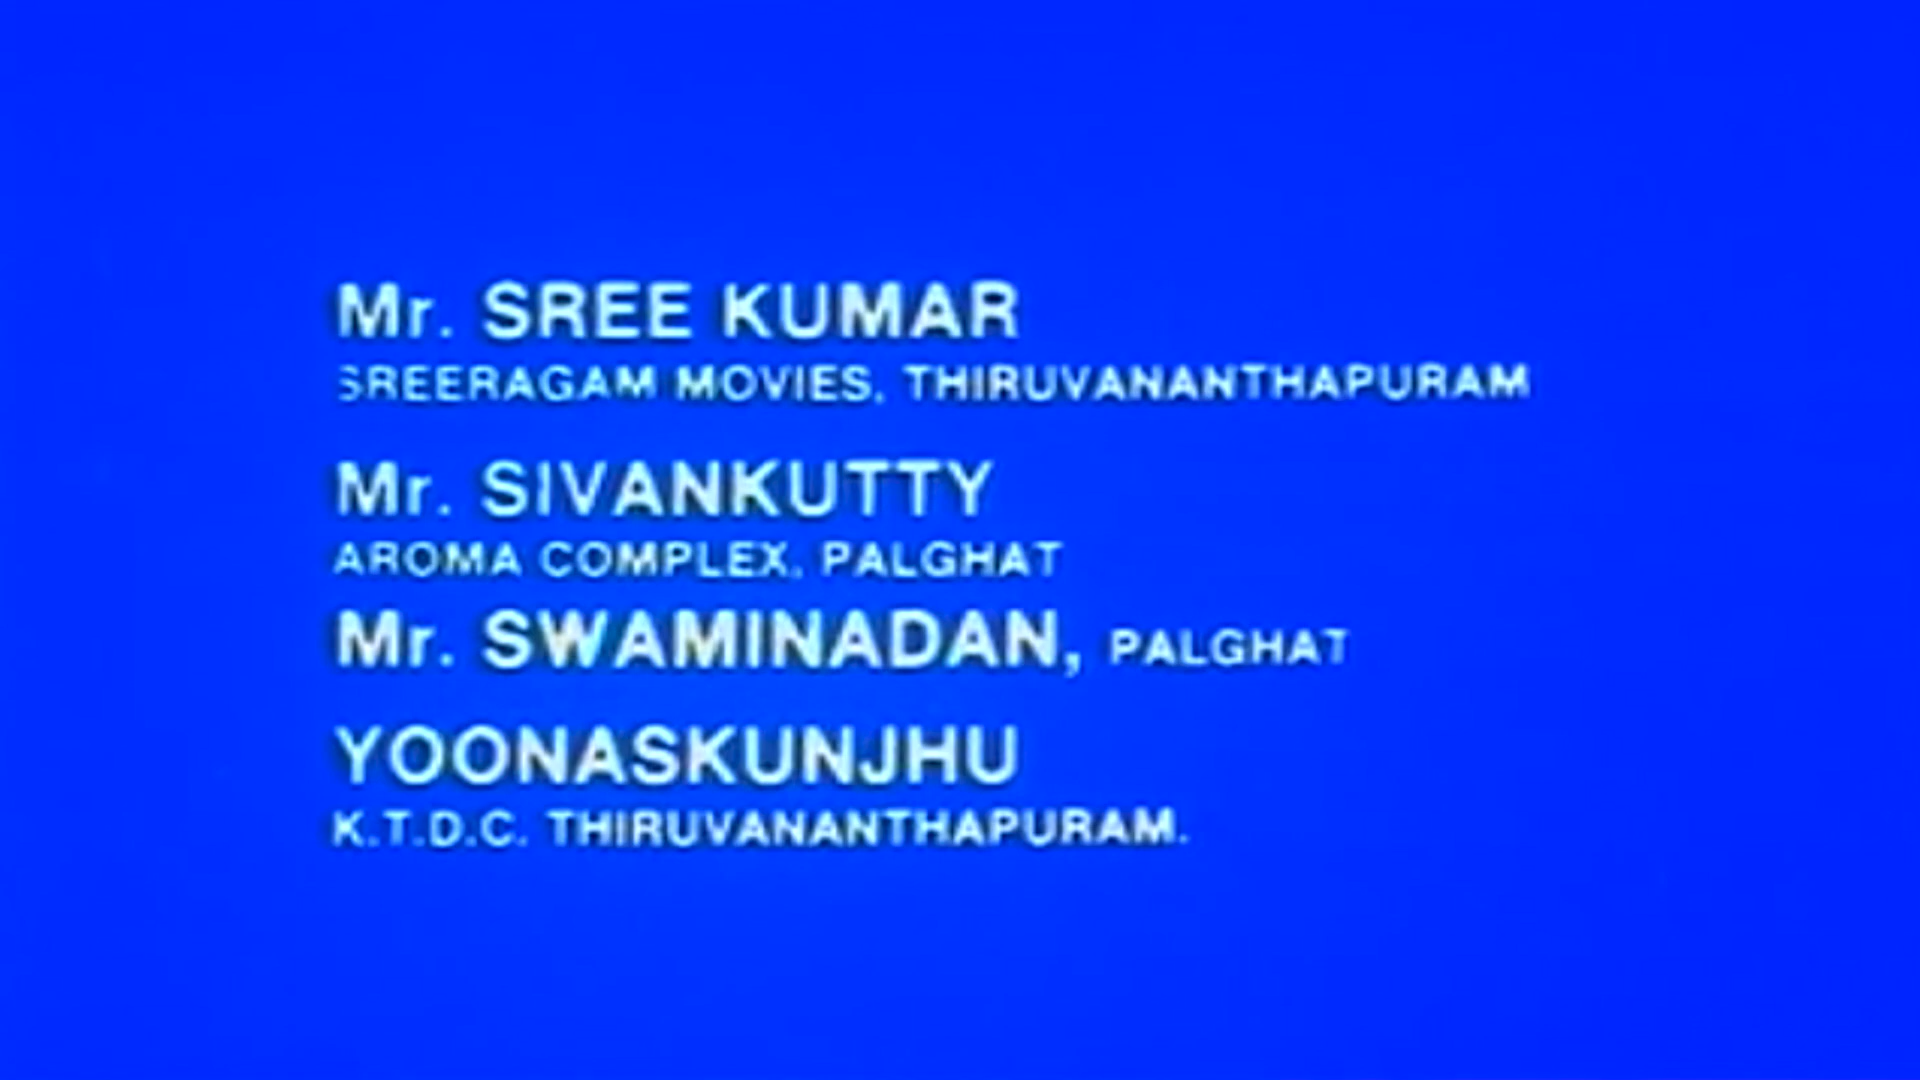 Mr. SREE KUMAR
SREERAGAM MOVIES, THIRUVANANTHAPURAM
Mr. SIVANKUTTY
AROMA COMPLEX, PALGHAT
Mr. SWAMINADAN, PALGHAT
YOONASKUNJHU
K.T.D.C. THIRUVANANTHAPURAM.